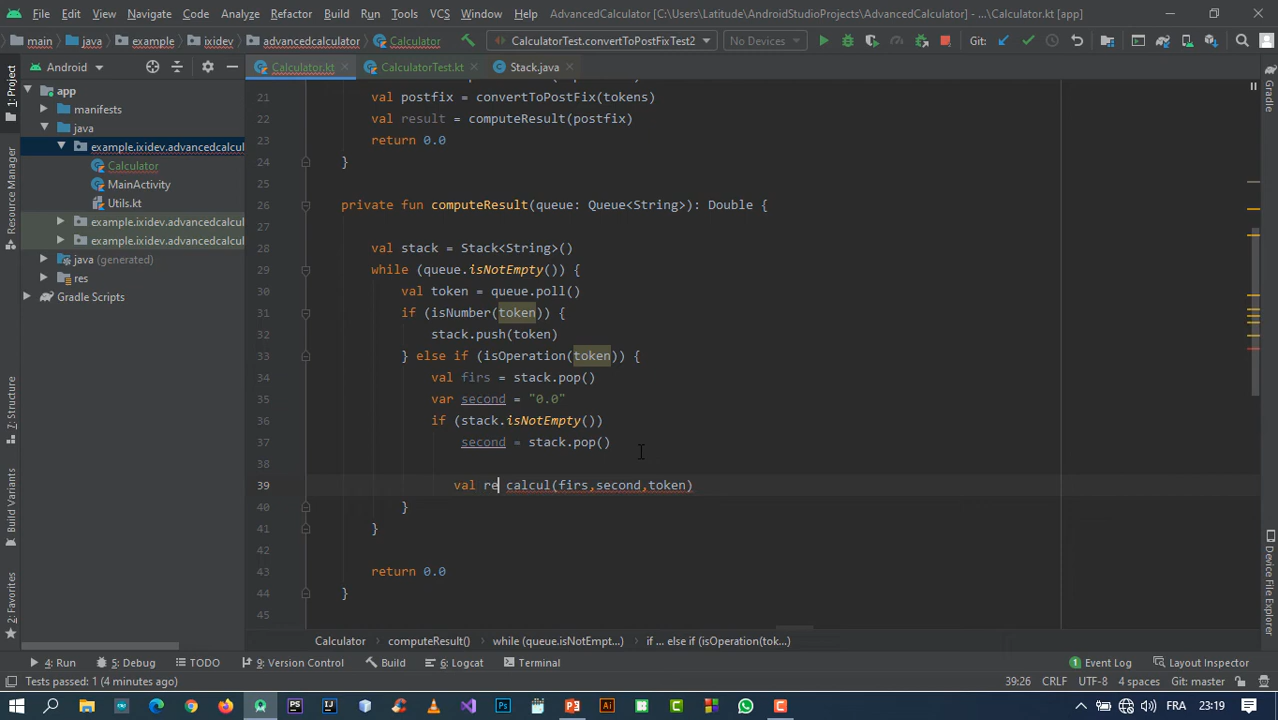 File Edit View Navigate Code Analyze Refactor Build Run Tools VCS Window Help AdvancedCalculator [C:\Users\Latitude\AndroidStudioProjects\AdvancedCalculator] - ...\Calculator.kt [app]
main java example ixidev advancedcalculator Calculator CalculatorTest.convertToPostFixTest2 No Devices Git:
Android Calculator.kt CalculatorTest.kt Stack.java
1: Project
Resource Manager
7: Structure
Build Variants
2: Favorites
app
manifests
java
example.ixidev.advancedcalcul
Calculator
MainActivity
Utils.kt
example.ixidev.advancedcalcul
example.ixidev.advancedcalcul
java (generated)
res
Gradle Scripts
21 val postfix = convertToPostFix(tokens)
22 val result = computeResult(postfix)
23 return 0.0
24 }
25
26 private fun computeResult(queue: Queue<String>): Double {
27
28 val stack = Stack<String>()
29 while (queue.isNotEmpty()) {
30 val token = queue.poll()
31 if (isNumber(token)) {
32 stack.push(token)
33 } else if (isOperation(token)) {
34 val firs = stack.pop()
35 var second = "0.0"
36 if (stack.isNotEmpty())
37 second = stack.pop()
38
39 val re calcul(firs,second,token)
40 }
41 }
42
43 return 0.0
44 }
45
Gradle
Device File Explorer
Calculator computeResult() while (queue.isNotEmpt...) if ... else if (isOperation(tok...)
4: Run 5: Debug TODO 9: Version Control Build 6: Logcat Terminal 1 Event Log Layout Inspector
Tests passed: 1 (4 minutes ago) 39:26 CRLF UTF-8 4 spaces Git: master
FRA 23:19